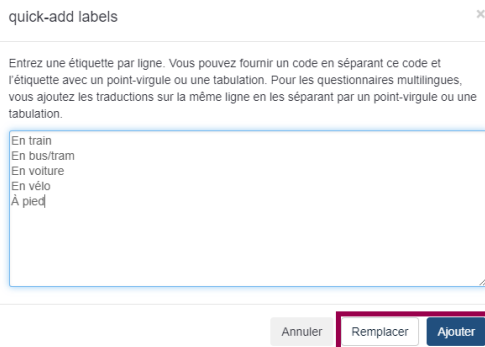 quick-add labels ×
Entrez une étiquette par ligne. Vous pouvez fournir un code en séparant ce code et
l'étiquette avec un point-virgule ou une tabulation. Pour les questionnaires multilingues,
vous ajoutez les traductions sur la même ligne en les séparant par un point-virgule ou une
tabulation.
En train
En bus/tram
En voiture
En vélo
À pied
Annuler Remplacer Ajouter